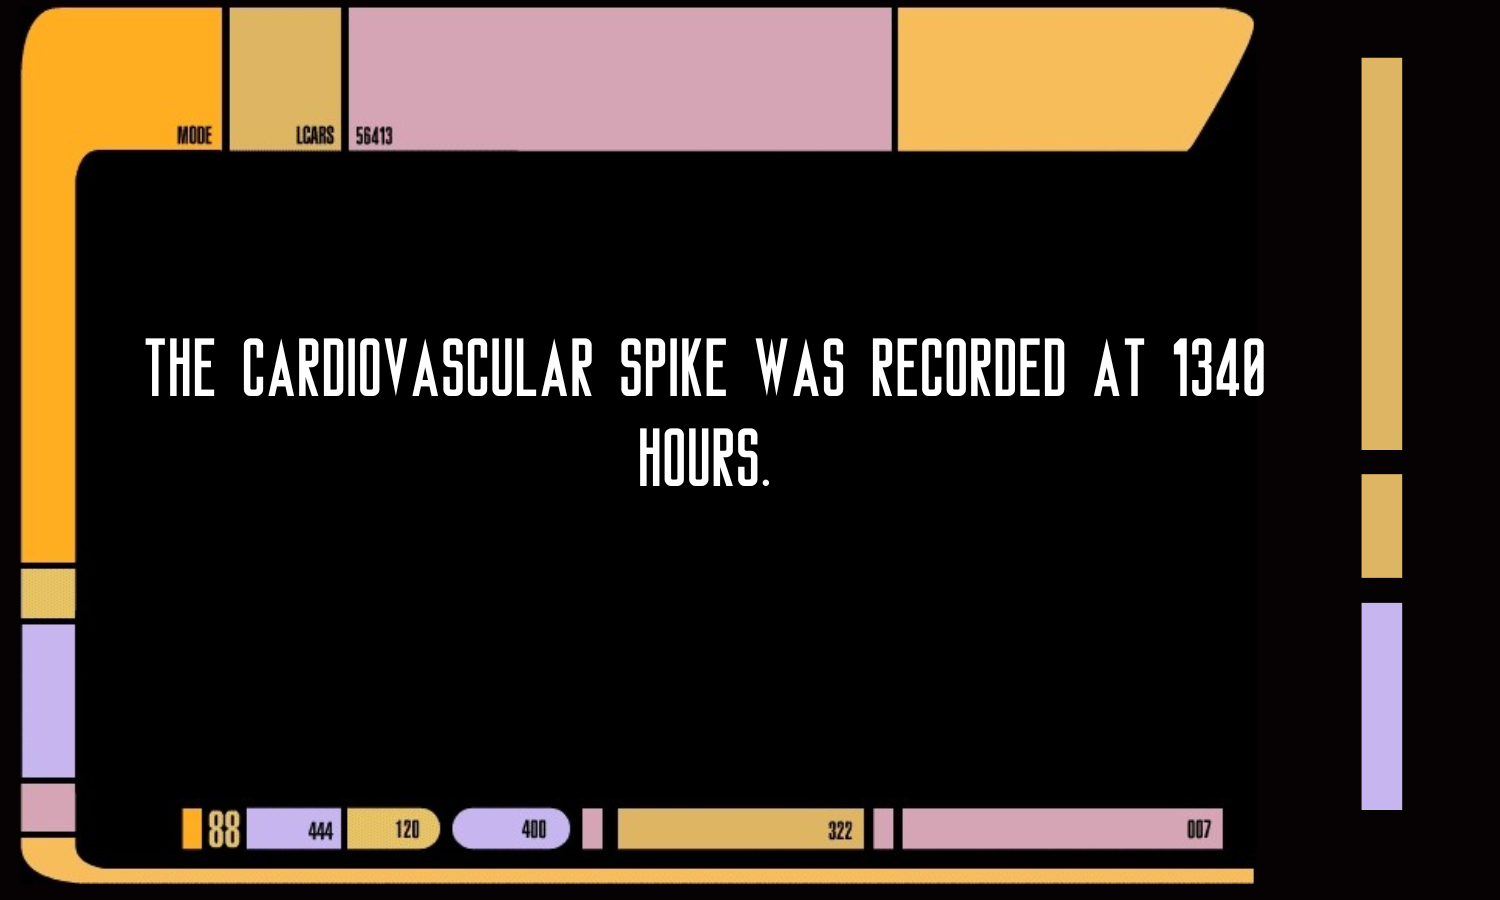 MODE LCARS 56413
THE CARDIOVASCULAR SPIKE WAS RECORDED AT 1340
HOURS.
88 444 120 400 322 007